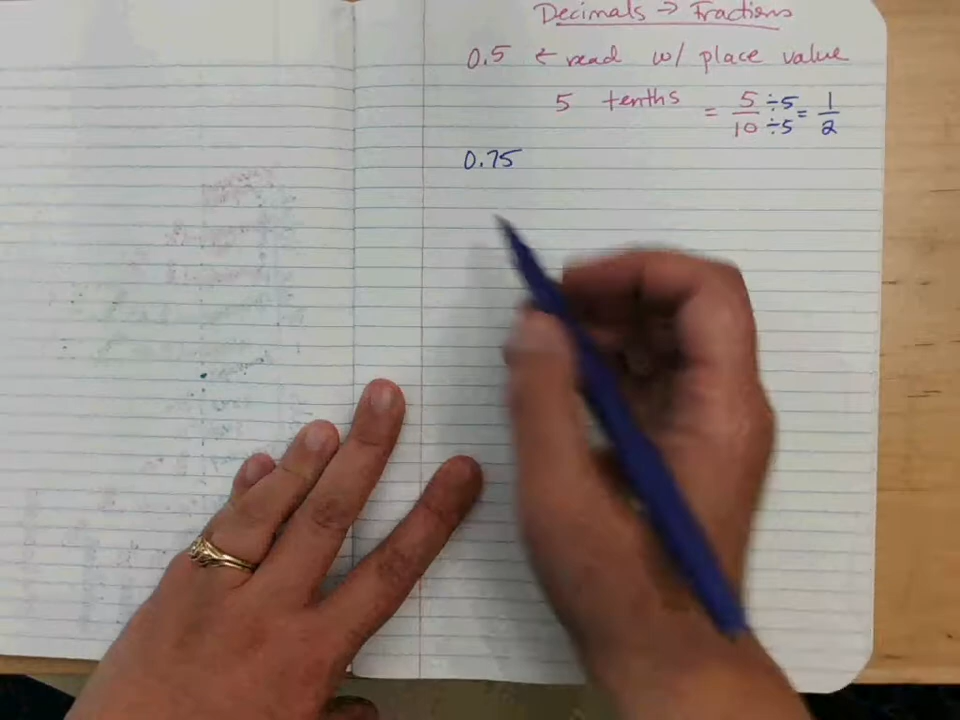 Decimals → Fractions
0.5 ← read w/ place value
5 tenths = 5/10 ÷5/÷5 = 1/2
0.75